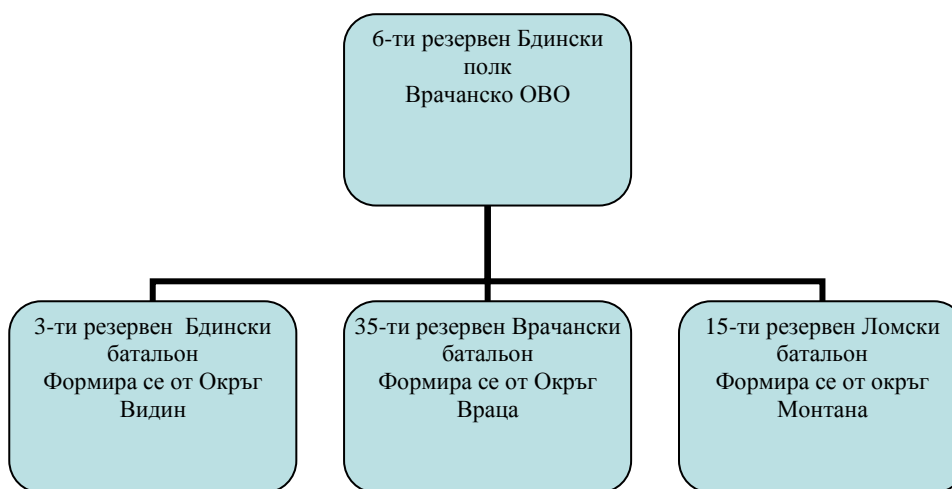 6-ти резервен Бдински
полк
Врачанско ОВО
3-ти резервен  Бдински
батальон
Формира се от Окръг
Видин
35-ти резервен Врачански
батальон
Формира се от Окръг
Враца
15-ти резервен Ломски
батальон
Формира се от окръг
Монтана